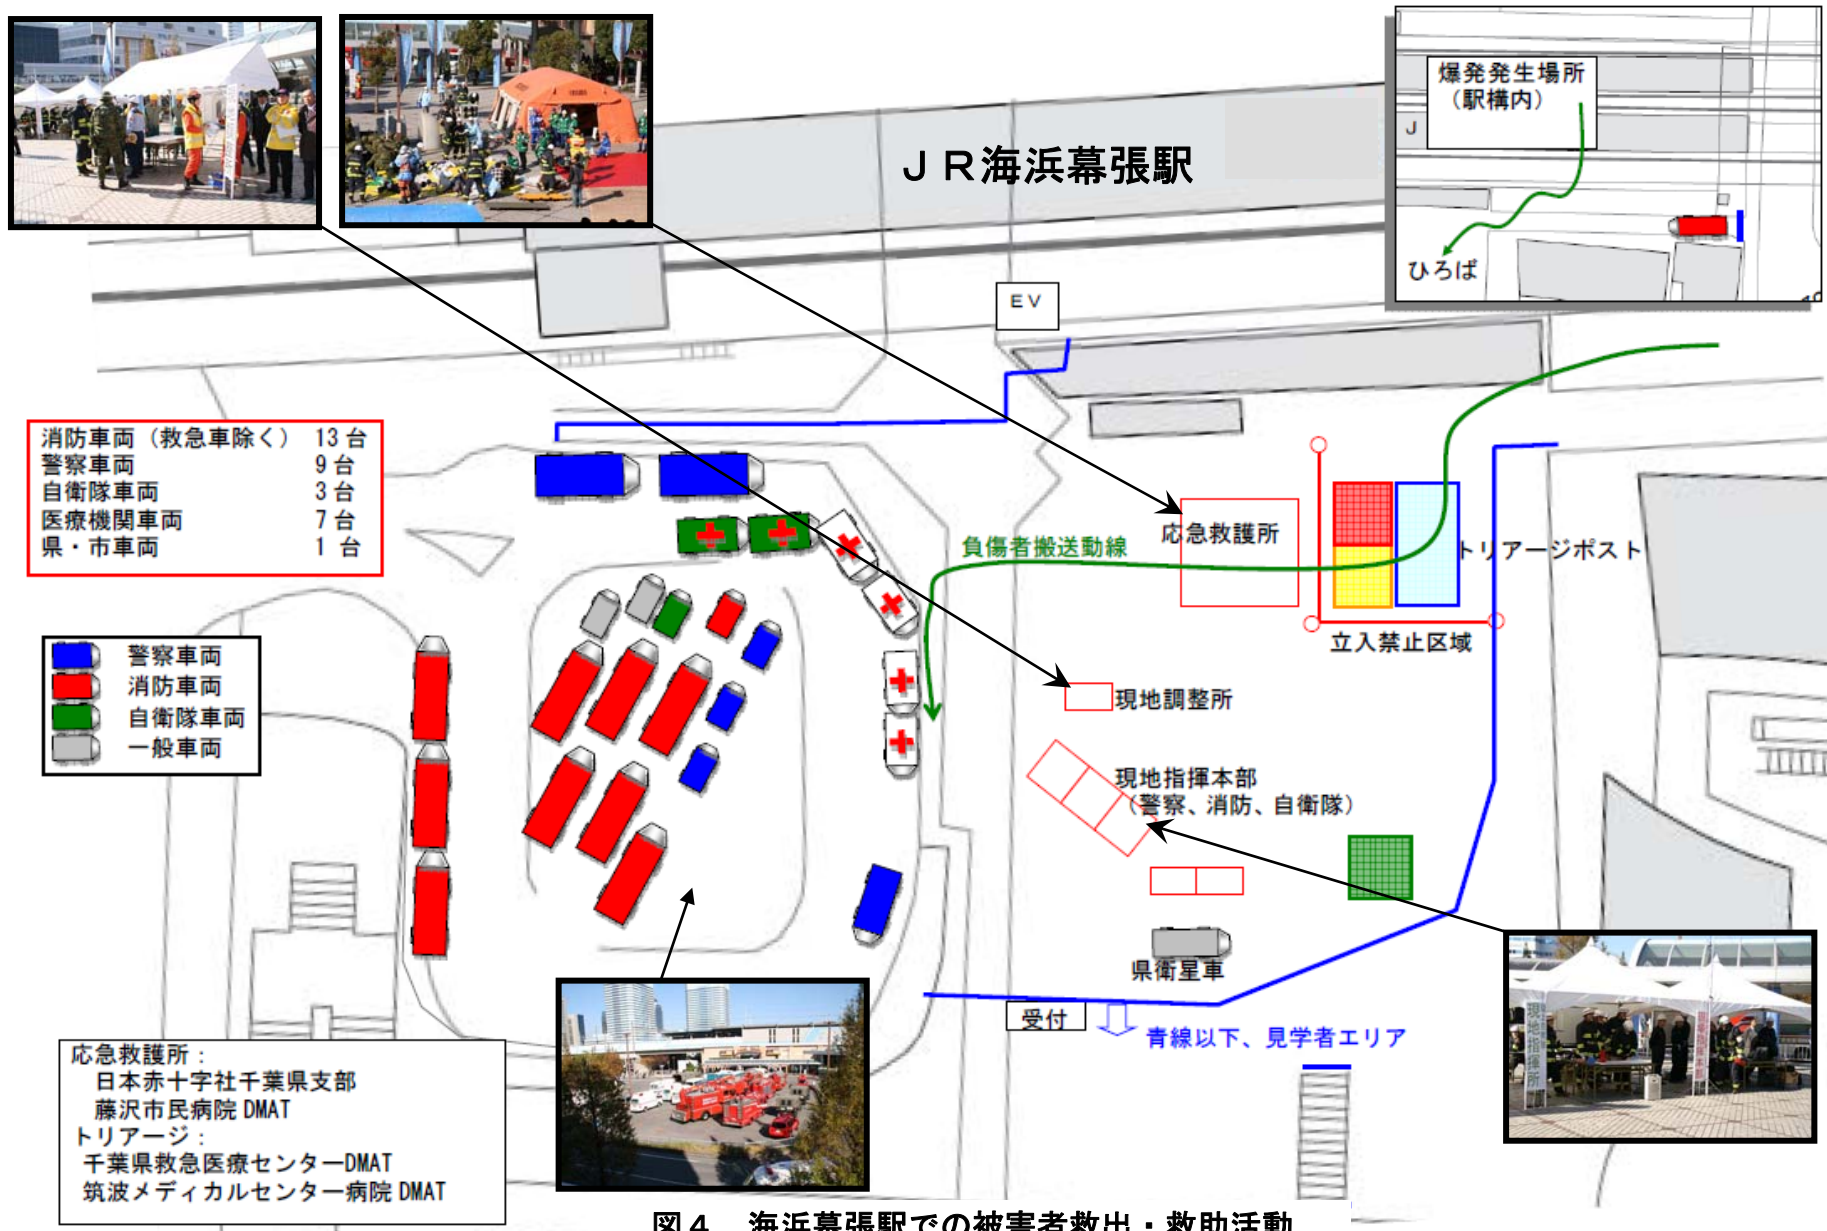 爆発発生場所
（駅構内）
J
ひろば
ＪＲ海浜幕張駅
ＥＶ
消防車両（救急車除く） 13台
警察車両 9台
自衛隊車両 3台
医療機関車両 7台
県・市車両 1 台
警察車両
消防車両
自衛隊車両
一般車両
負傷者搬送動線
応急救護所
トリアージポスト
立入禁止区域
現地調整所
現地指揮本部
（警察、消防、自衛隊）
県衛星車
受付
青線以下、見学者エリア
現地指揮所
応急救護所：
日本赤十字社千葉県支部
藤沢市民病院 DMAT
トリアージ：
千葉県救急医療センターDMAT
筑波メディカルセンター病院 DMAT
図４ 海浜幕張駅での被害者救出・救助活動